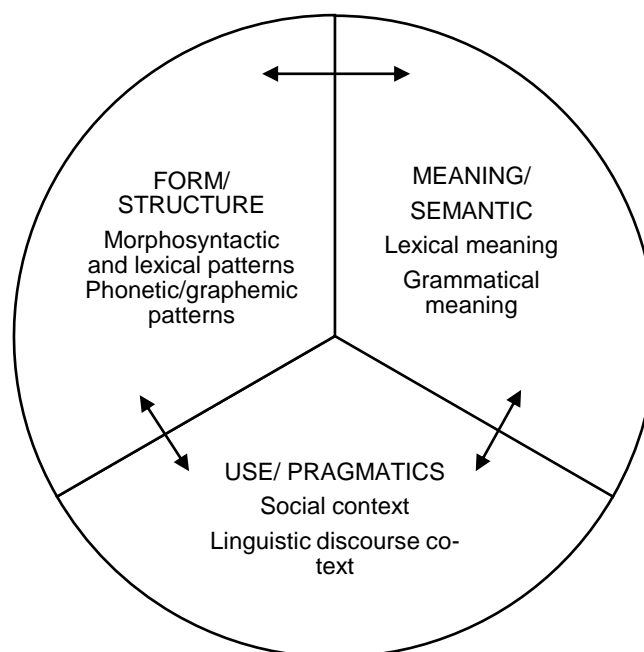 FORM/
STRUCTURE
Morphosyntactic
and lexical patterns
Phonetic/graphemic
patterns
MEANING/
SEMANTIC
Lexical meaning
Grammatical
meaning
USE/ PRAGMATICS
Social context
Linguistic discourse co-
text